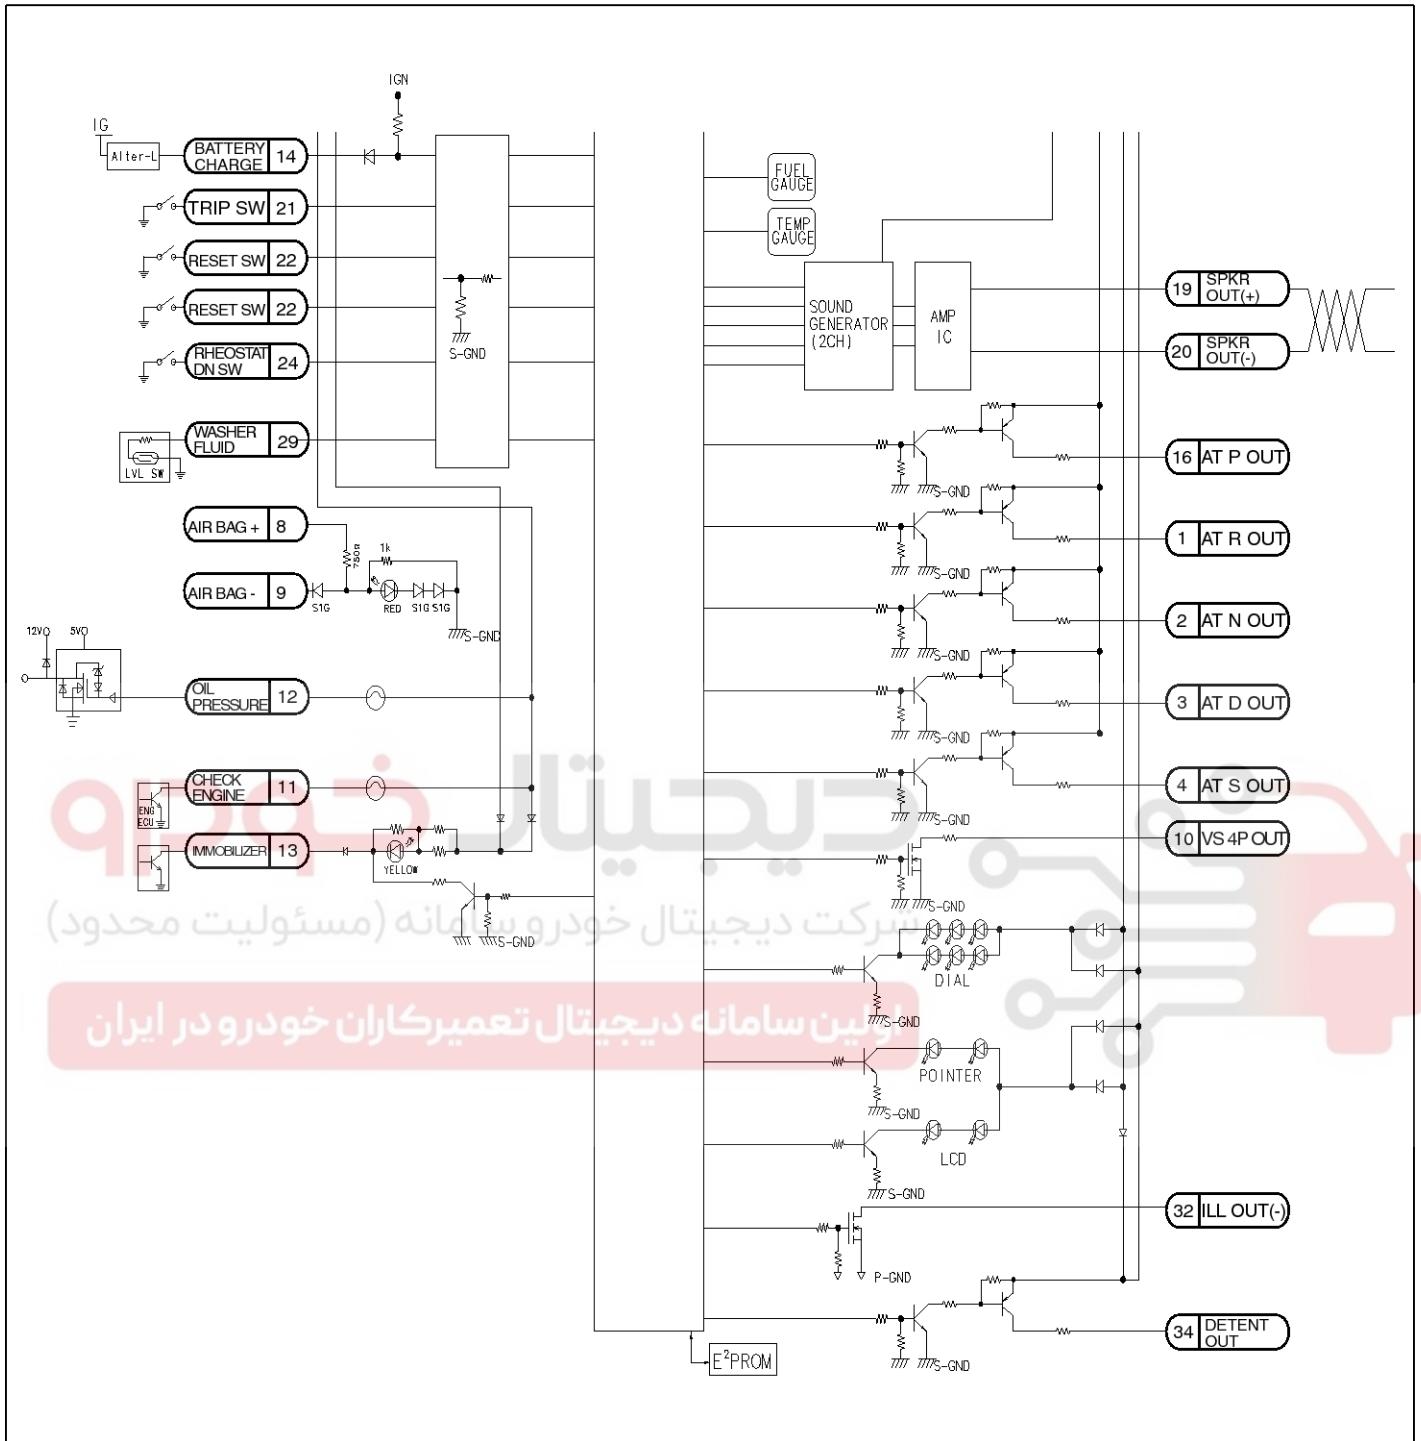 IGN
IG
Alter-L
BATTERY CHARGE 14
TRIP SW 21
RESET SW 22
RESET SW 22
RHEOSTAT DN SW 24
WASHER FLUID 29
LVL SW
S-GND
FUEL GAUGE
TEMP GAUGE
SOUND GENERATOR (2CH)
AMP IC
19 SPKR OUT(+)
20 SPKR OUT(-)
AIR BAG + 8
750Ω
1k
AIR BAG - 9
S1G
RED
S1G
S1G
S-GND
12V
5V
OIL PRESSURE 12
CHECK ENGINE 11
ENG ECU
IMMOBILIZER 13
YELLOW
S-GND
16 AT P OUT
S-GND
1 AT R OUT
S-GND
2 AT N OUT
S-GND
3 AT D OUT
S-GND
4 AT S OUT
S-GND
10 VS 4P OUT
S-GND
DIAL
S-GND
POINTER
S-GND
LCD
S-GND
32 ILL OUT(-)
P-GND
34 DETENT OUT
S-GND
E²PROM
دیجیتال خودرو
شرکت دیجیتال خودرو سامانه (مسئولیت محدود)
اولین سامانه دیجیتال تعمیرکاران خودرو در ایران